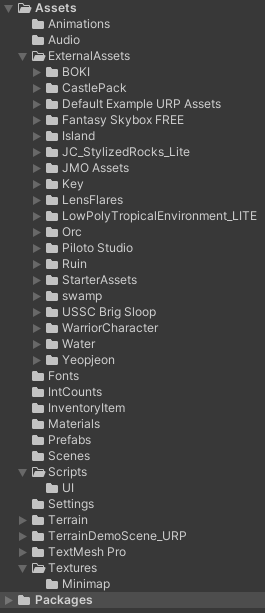 Assets
Animations
Audio
ExternalAssets
BOKI
CastlePack
Default Example URP Assets
Fantasy Skybox FREE
Island
JC_StylizedRocks_Lite
JMO Assets
Key
LensFlares
LowPolyTropicalEnvironment_LITE
Orc
Piloto Studio
Ruin
StarterAssets
swamp
USSC Brig Sloop
WarriorCharacter
Water
Yeopjeon
Fonts
IntCounts
InventoryItem
Materials
Prefabs
Scenes
Scripts
UI
Settings
Terrain
TerrainDemoScene_URP
TextMesh Pro
Textures
Minimap
Packages